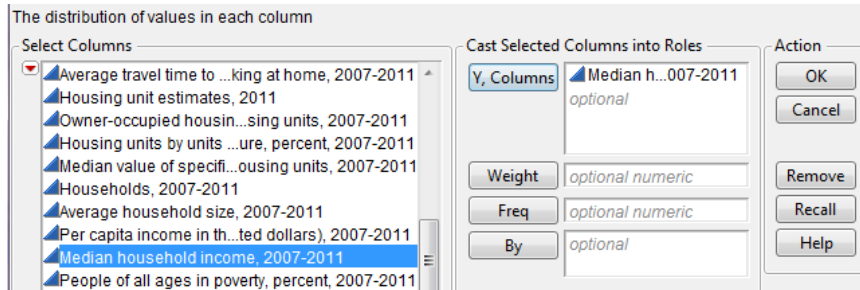 The distribution of values in each column
Select Columns
Average travel time to ...king at home, 2007-2011
Housing unit estimates, 2011
Owner-occupied housin...sing units, 2007-2011
Housing units by units ...ure, percent, 2007-2011
Median value of specifi...ousing units, 2007-2011
Households, 2007-2011
Average household size, 2007-2011
Per capita income in th...ted dollars), 2007-2011
Median household income, 2007-2011
People of all ages in poverty, percent, 2007-2011
Cast Selected Columns into Roles
Y, Columns
Median h...007-2011
optional
Weight
optional numeric
Freq
optional numeric
By
optional
Action
OK
Cancel
Remove
Recall
Help